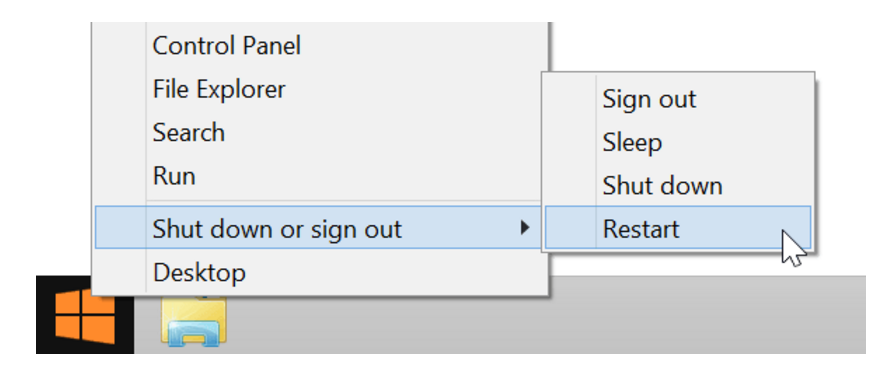 Control Panel
File Explorer
Search
Run
Shut down or sign out
Desktop
Sign out
Sleep
Shut down
Restart